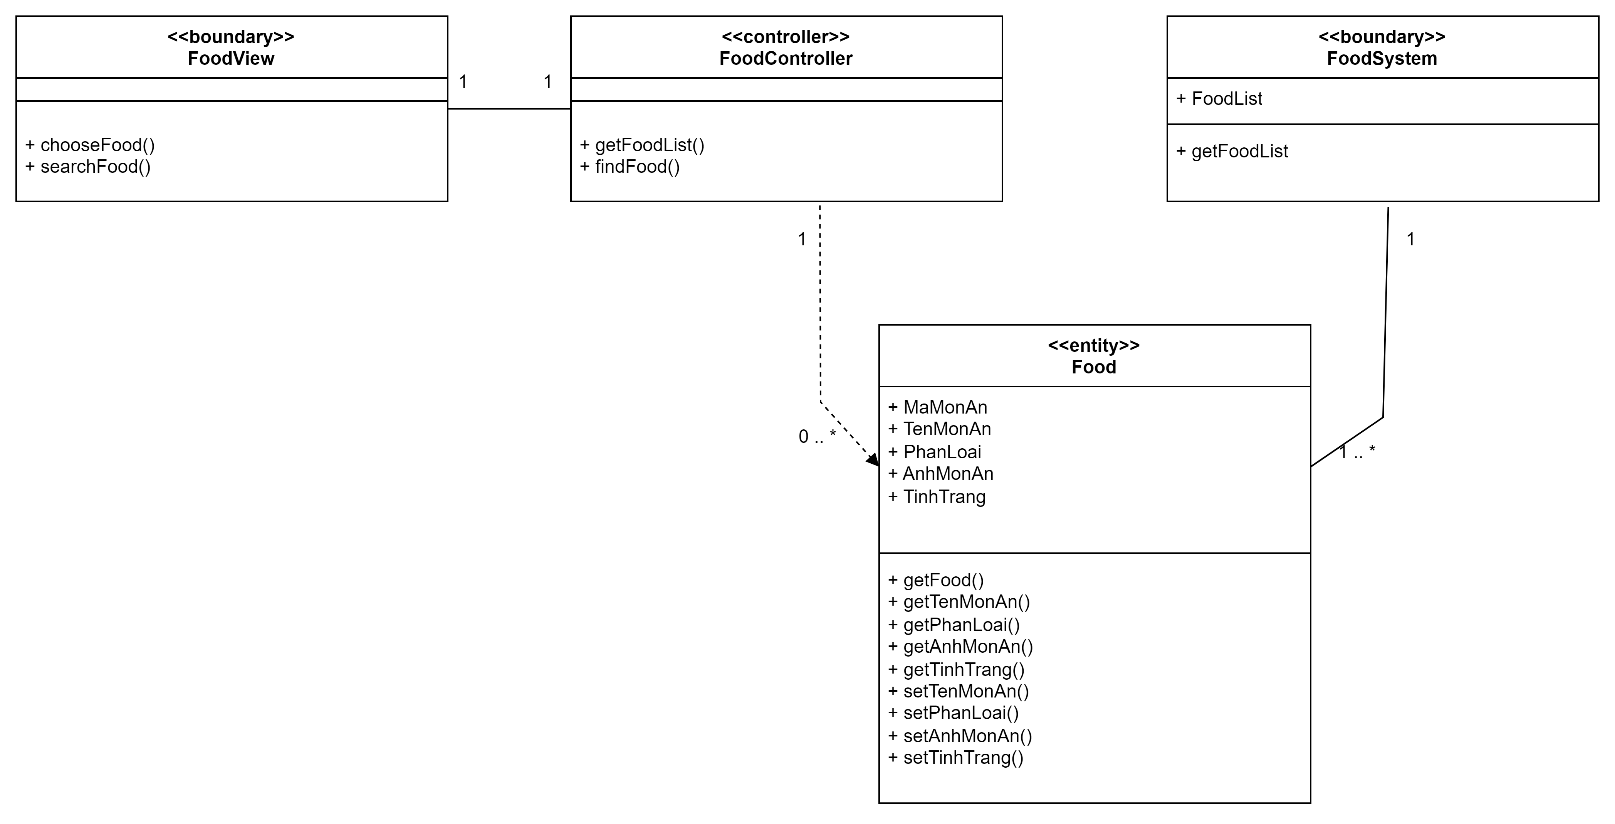 <<boundary>>
FoodView
+ chooseFood()
+ searchFood()
1
1
<<controller>>
FoodController
+ getFoodList()
+ findFood()
<<boundary>>
FoodSystem
+ FoodList
+ getFoodList
1
0 .. *
1
1 .. *
<<entity>>
Food
+ MaMonAn
+ TenMonAn
+ PhanLoai
+ AnhMonAn
+ TinhTrang
+ getFood()
+ getTenMonAn()
+ getPhanLoai()
+ getAnhMonAn()
+ getTinhTrang()
+ setTenMonAn()
+ setPhanLoai()
+ setAnhMonAn()
+ setTinhTrang()